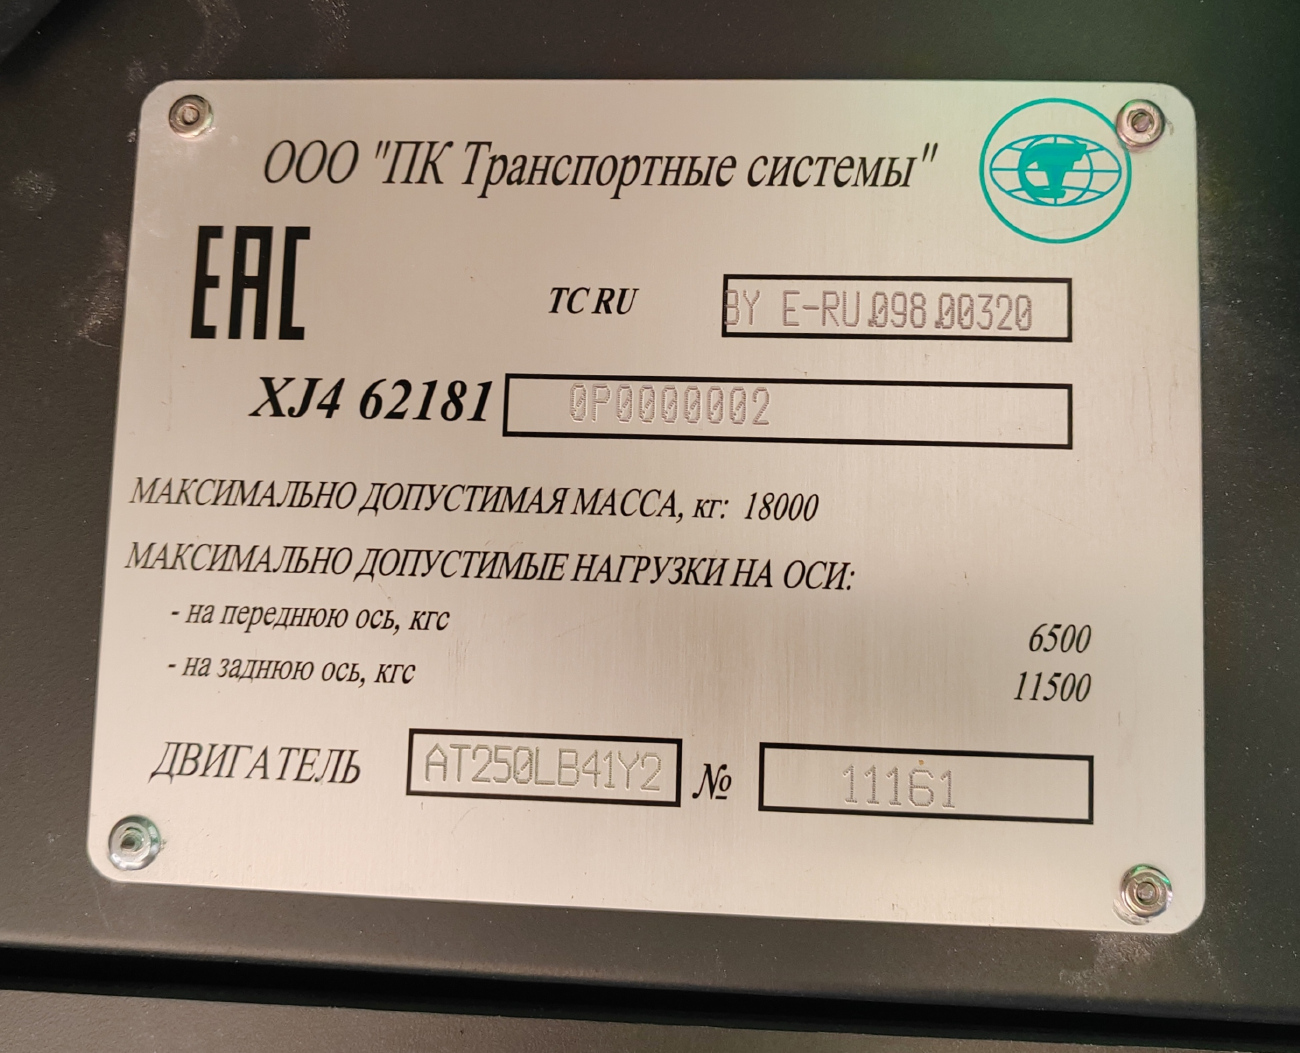 ООО "ПК Транспортные системы"
ЕАС
ТС RU BY E-RU.098.00320
XJ4 62181 0P0000002
МАКСИМАЛЬНО ДОПУСТИМАЯ МАССА, кг: 18000
МАКСИМАЛЬНО ДОПУСТИМЫЕ НАГРУЗКИ НА ОСИ:
- на переднюю ось, кгс 6500
- на заднюю ось, кгс 11500
ДВИГАТЕЛЬ AT250LB41Y2 № 11161